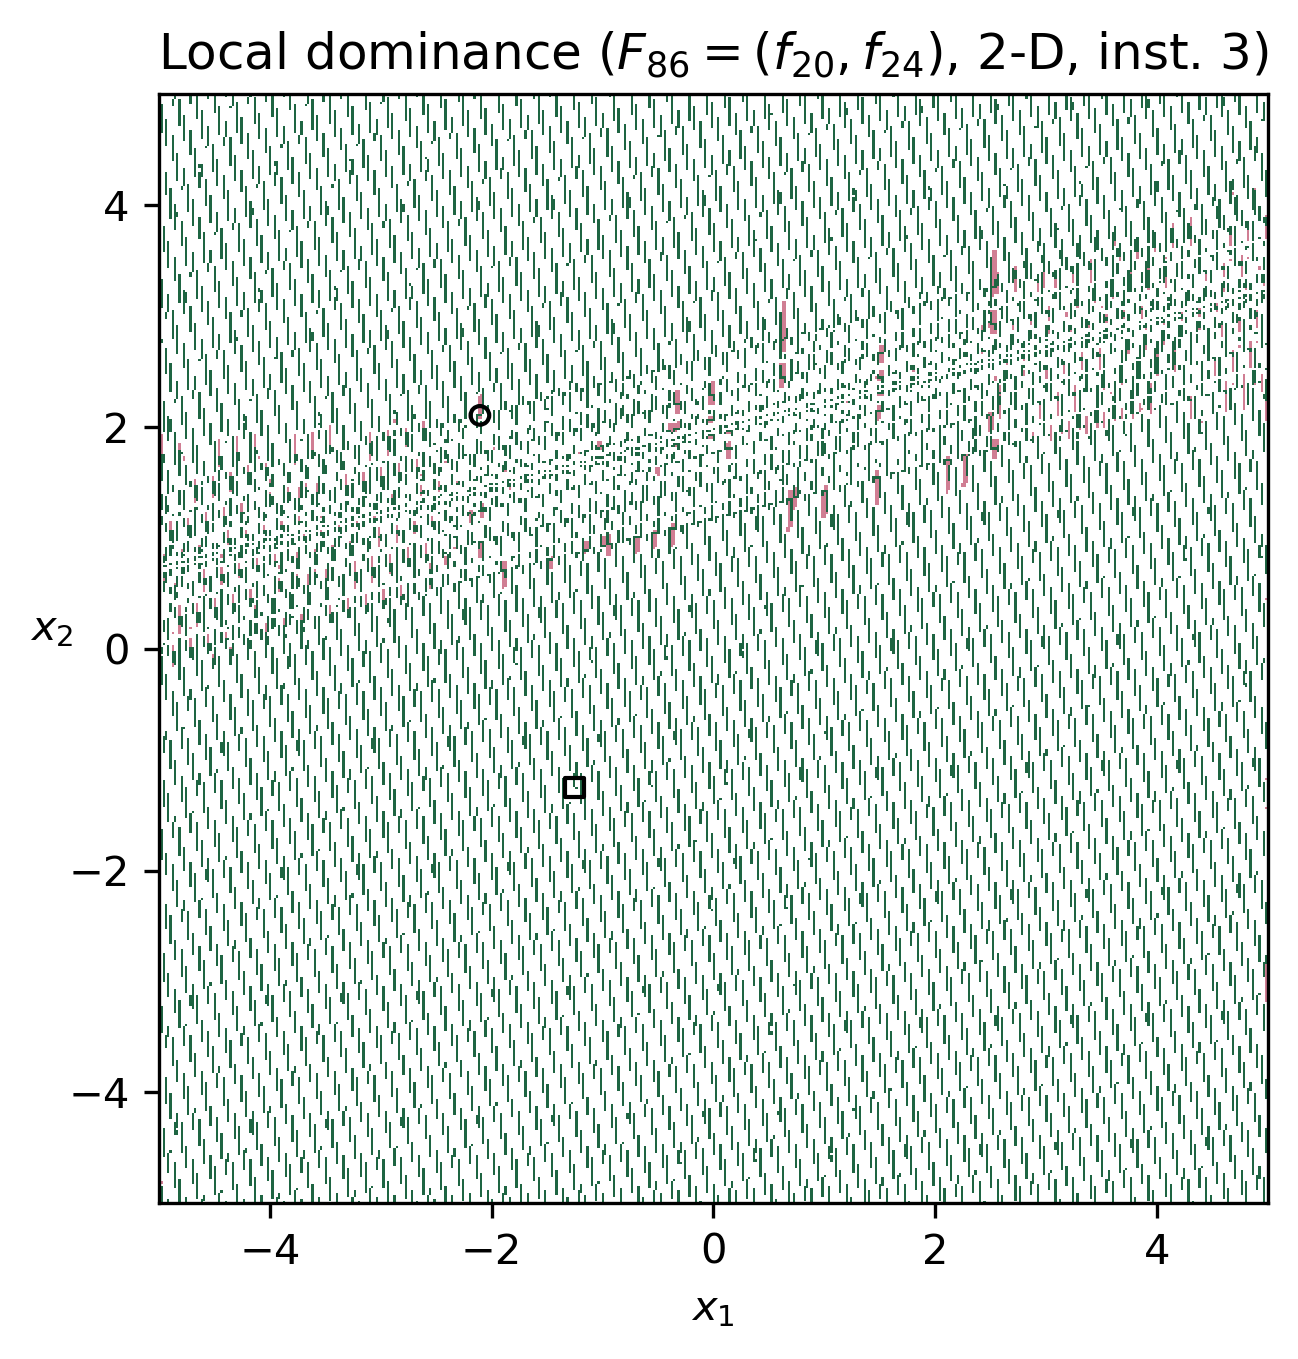 Local dominance (F₈₆ = (f₂₀, f₂₄), 2-D, inst. 3)
4
2
x₂
0
−2
−4
−4 −2 0 2 4
x₁